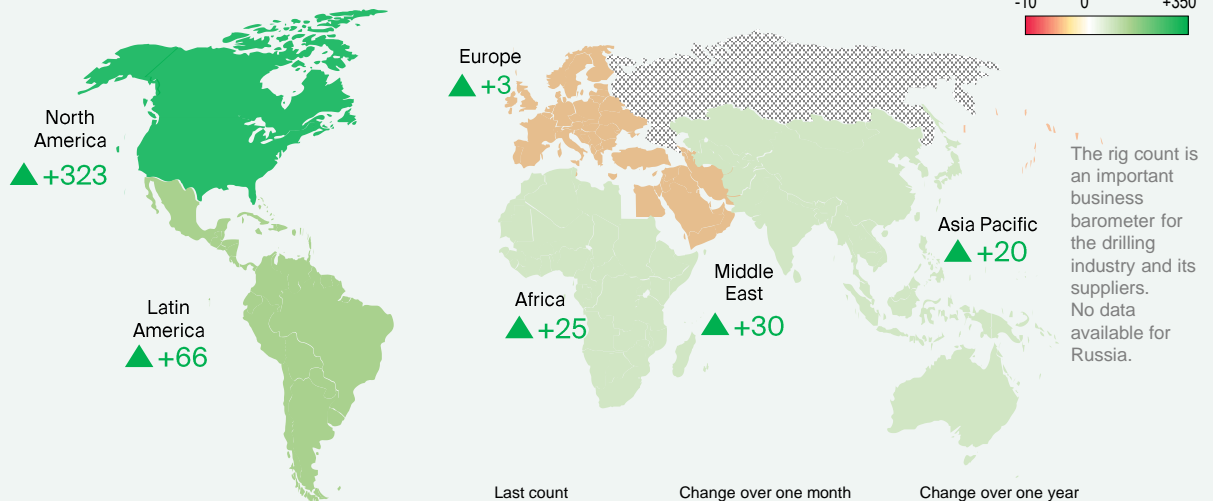 -10 0 +350
Europe
▲ +3
North
America
▲ +323
The rig count is
an important
business
barometer for
the drilling
industry and its
suppliers.
No data
available for
Russia.
Asia Pacific
▲ +20
Middle
East
▲ +30
Africa
▲ +25
Latin
America
▲ +66
Last count Change over one month Change over one year